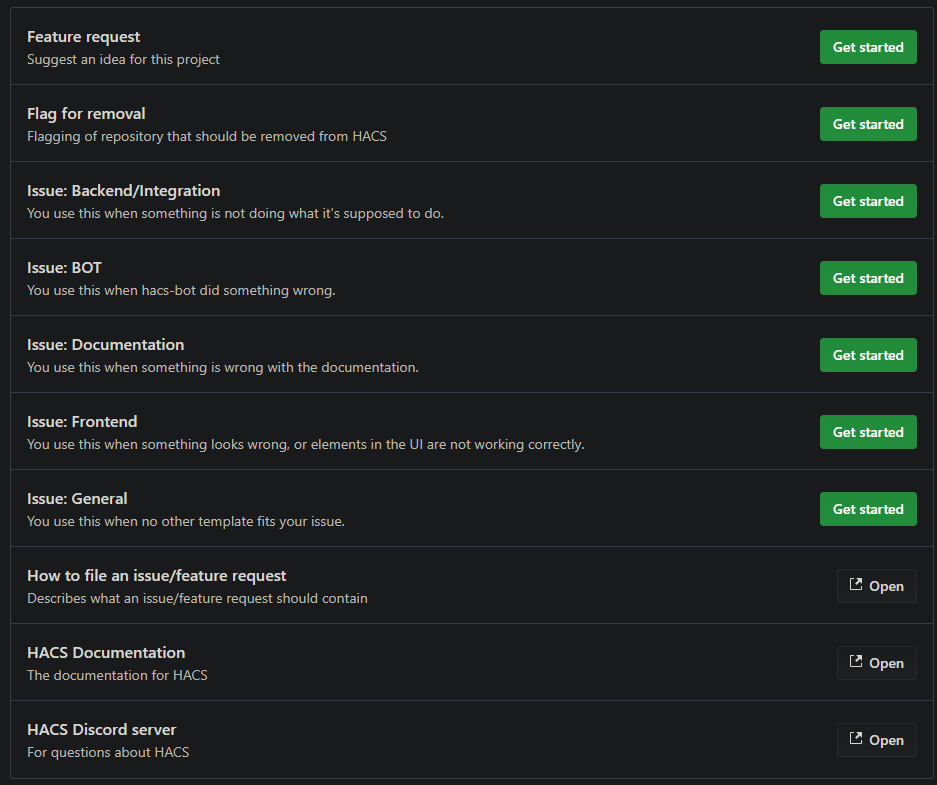 Feature request
Suggest an idea for this project
Get started
Flag for removal
Flagging of repository that should be removed from HACS
Get started
Issue: Backend/Integration
You use this when something is not doing what it's supposed to do.
Get started
Issue: BOT
You use this when hacs-bot did something wrong.
Get started
Issue: Documentation
You use this when something is wrong with the documentation.
Get started
Issue: Frontend
You use this when something looks wrong, or elements in the UI are not working correctly.
Get started
Issue: General
You use this when no other template fits your issue.
Get started
How to file an issue/feature request
Describes what an issue/feature request should contain
Open
HACS Documentation
The documentation for HACS
Open
HACS Discord server
For questions about HACS
Open